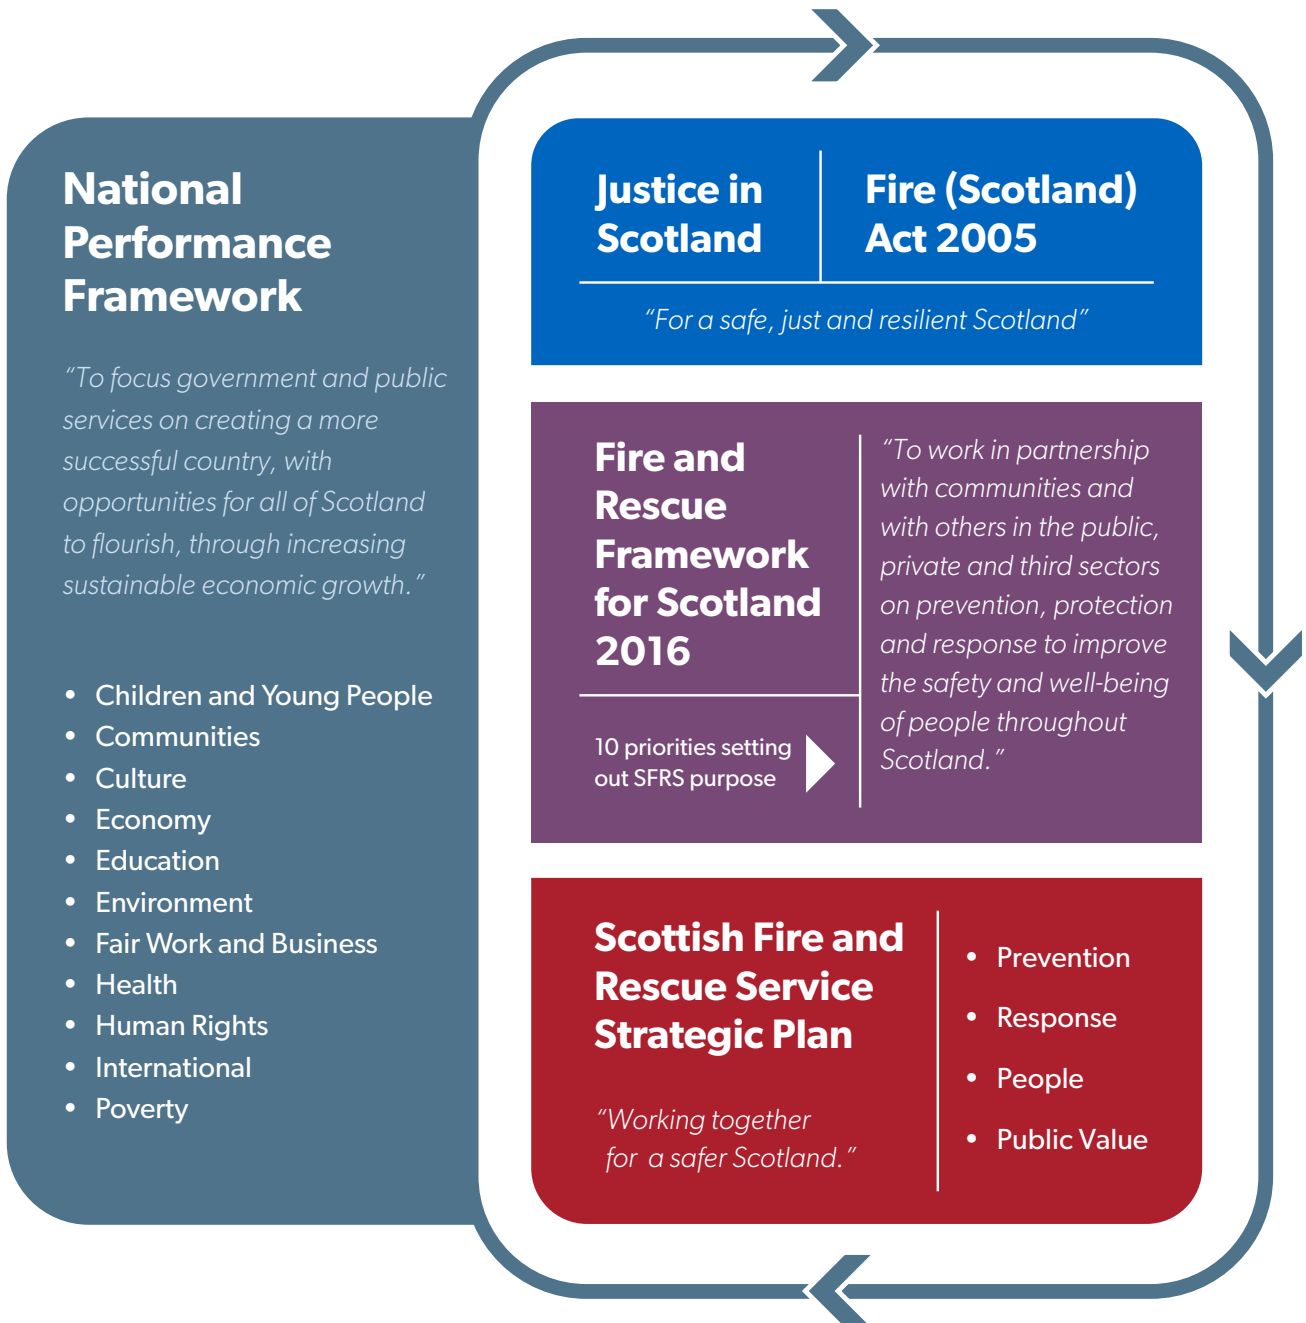 National
Performance
Framework
“To focus government and public
services on creating a more
successful country, with
opportunities for all of Scotland
to flourish, through increasing
sustainable economic growth.”
• Children and Young People
• Communities
• Culture
• Economy
• Education
• Environment
• Fair Work and Business
• Health
• Human Rights
• International
• Poverty
Justice in
Scotland
Fire (Scotland)
Act 2005
“For a safe, just and resilient Scotland”
Fire and
Rescue
Framework
for Scotland
2016
10 priorities setting
out SFRS purpose
“To work in partnership
with communities and
with others in the public,
private and third sectors
on prevention, protection
and response to improve
the safety and well-being
of people throughout
Scotland.”
Scottish Fire and
Rescue Service
Strategic Plan
“Working together
for a safer Scotland.”
• Prevention
• Response
• People
• Public Value